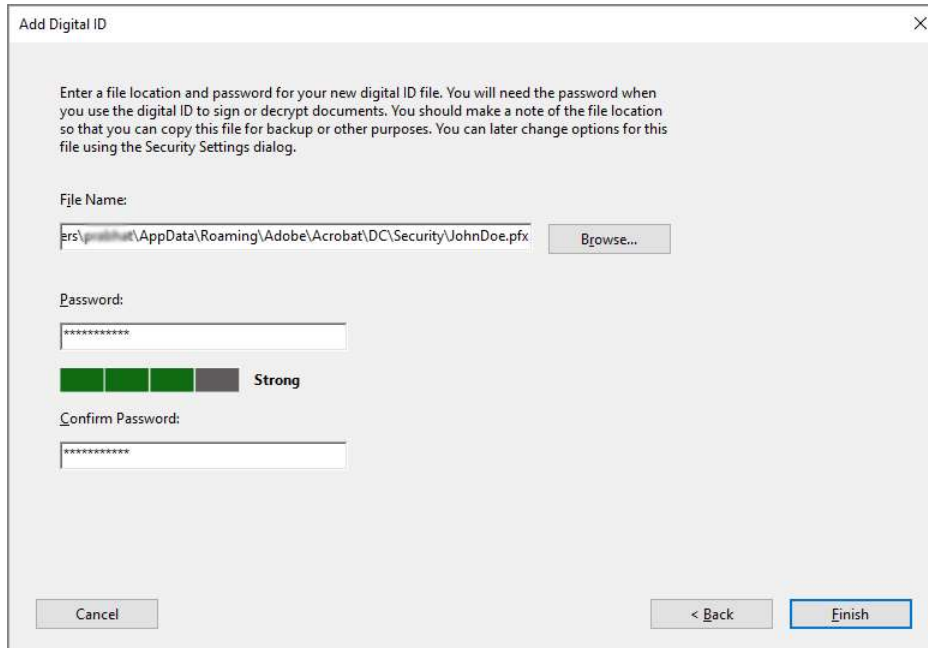 Add Digital ID
Enter a file location and password for your new digital ID file. You will need the password when
you use the digital ID to sign or decrypt documents. You should make a note of the file location
so that you can copy this file for backup or other purposes. You can later change options for this
file using the Security Settings dialog.
File Name:
ers\ \AppData\Roaming\Adobe\Acrobat\DC\Security\JohnDoe.pfx
Browse...
Password:
***********
Strong
Confirm Password:
***********
Cancel
< Back
Finish